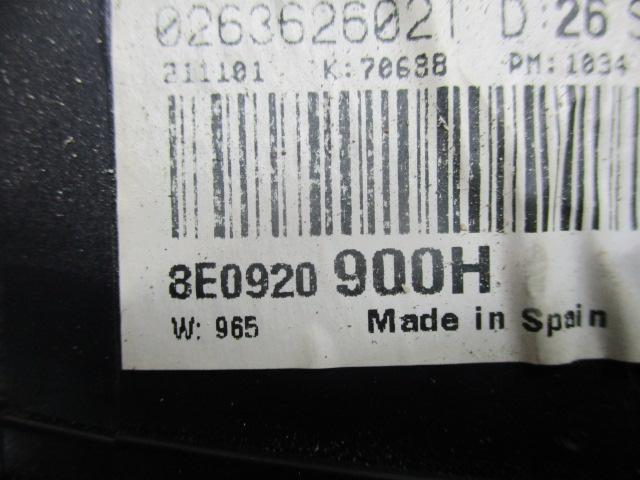 0263626021 D:26
211101 K:70688 PM:1034
8E0920 900H
W: 965 Made in Spain